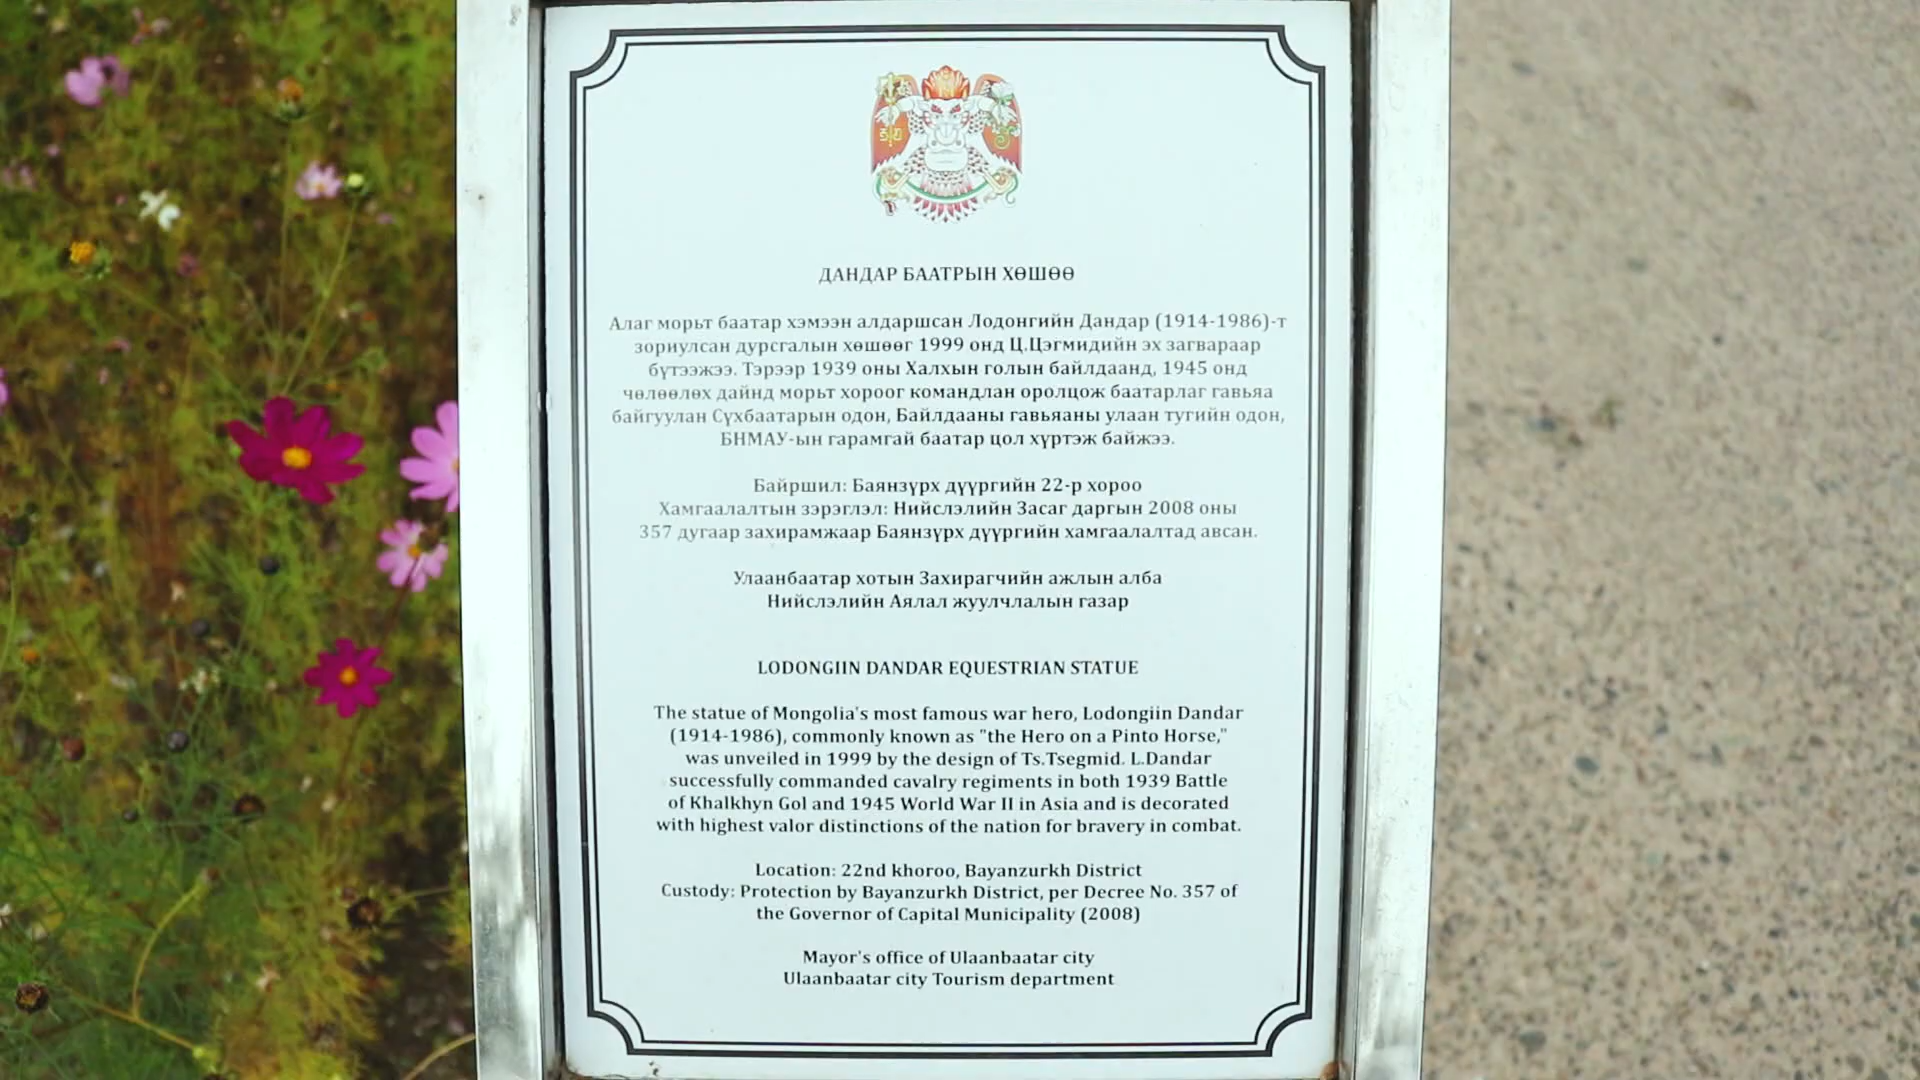 ДАНДАР БААТРЫН ХӨШӨӨ
Алаг морьт баатар хэмээн алдаршсан Лодонгийн Дандар (1914-1986)-т
зориулсан дурсгалын хөшөөг 1999 онд Ц.Цэгмидийн эх загвараар
бүтээжээ. Тэрээр 1939 оны Халхын голын байлдаанд, 1945 онд
чөлөөлөх дайнд морьт хороог командлан оролцож баатарлаг гавьяа
байгуулан Сүхбаатарын одон, Байлдааны гавьяаны улаан тугийн одон,
БНМАУ-ын гарамгай баатар цол хүртэж байжээ.
Байршил: Баянзүрх дүүргийн 22-р хороо
Хамгаалалтын зэрэглэл: Нийслэлийн Засаг даргын 2008 оны
357 дугаар захирамжаар Баянзүрх дүүргийн хамгаалалтад авсан.
Улаанбаатар хотын Захирагчийн ажлын алба
Нийслэлийн Аялал жуулчлалын газар
LODONGIIN DANDAR EQUESTRIAN STATUE
The statue of Mongolia's most famous war hero, Lodongiin Dandar
(1914-1986), commonly known as "the Hero on a Pinto Horse,"
was unveiled in 1999 by the design of Ts.Tsegmid. L.Dandar
successfully commanded cavalry regiments in both 1939 Battle
of Khalkhyn Gol and 1945 World War II in Asia and is decorated
with highest valor distinctions of the nation for bravery in combat.
Location: 22nd khoroo, Bayanzurkh District
Custody: Protection by Bayanzurkh District, per Decree No. 357 of
the Governor of Capital Municipality (2008)
Mayor's office of Ulaanbaatar city
Ulaanbaatar city Tourism department